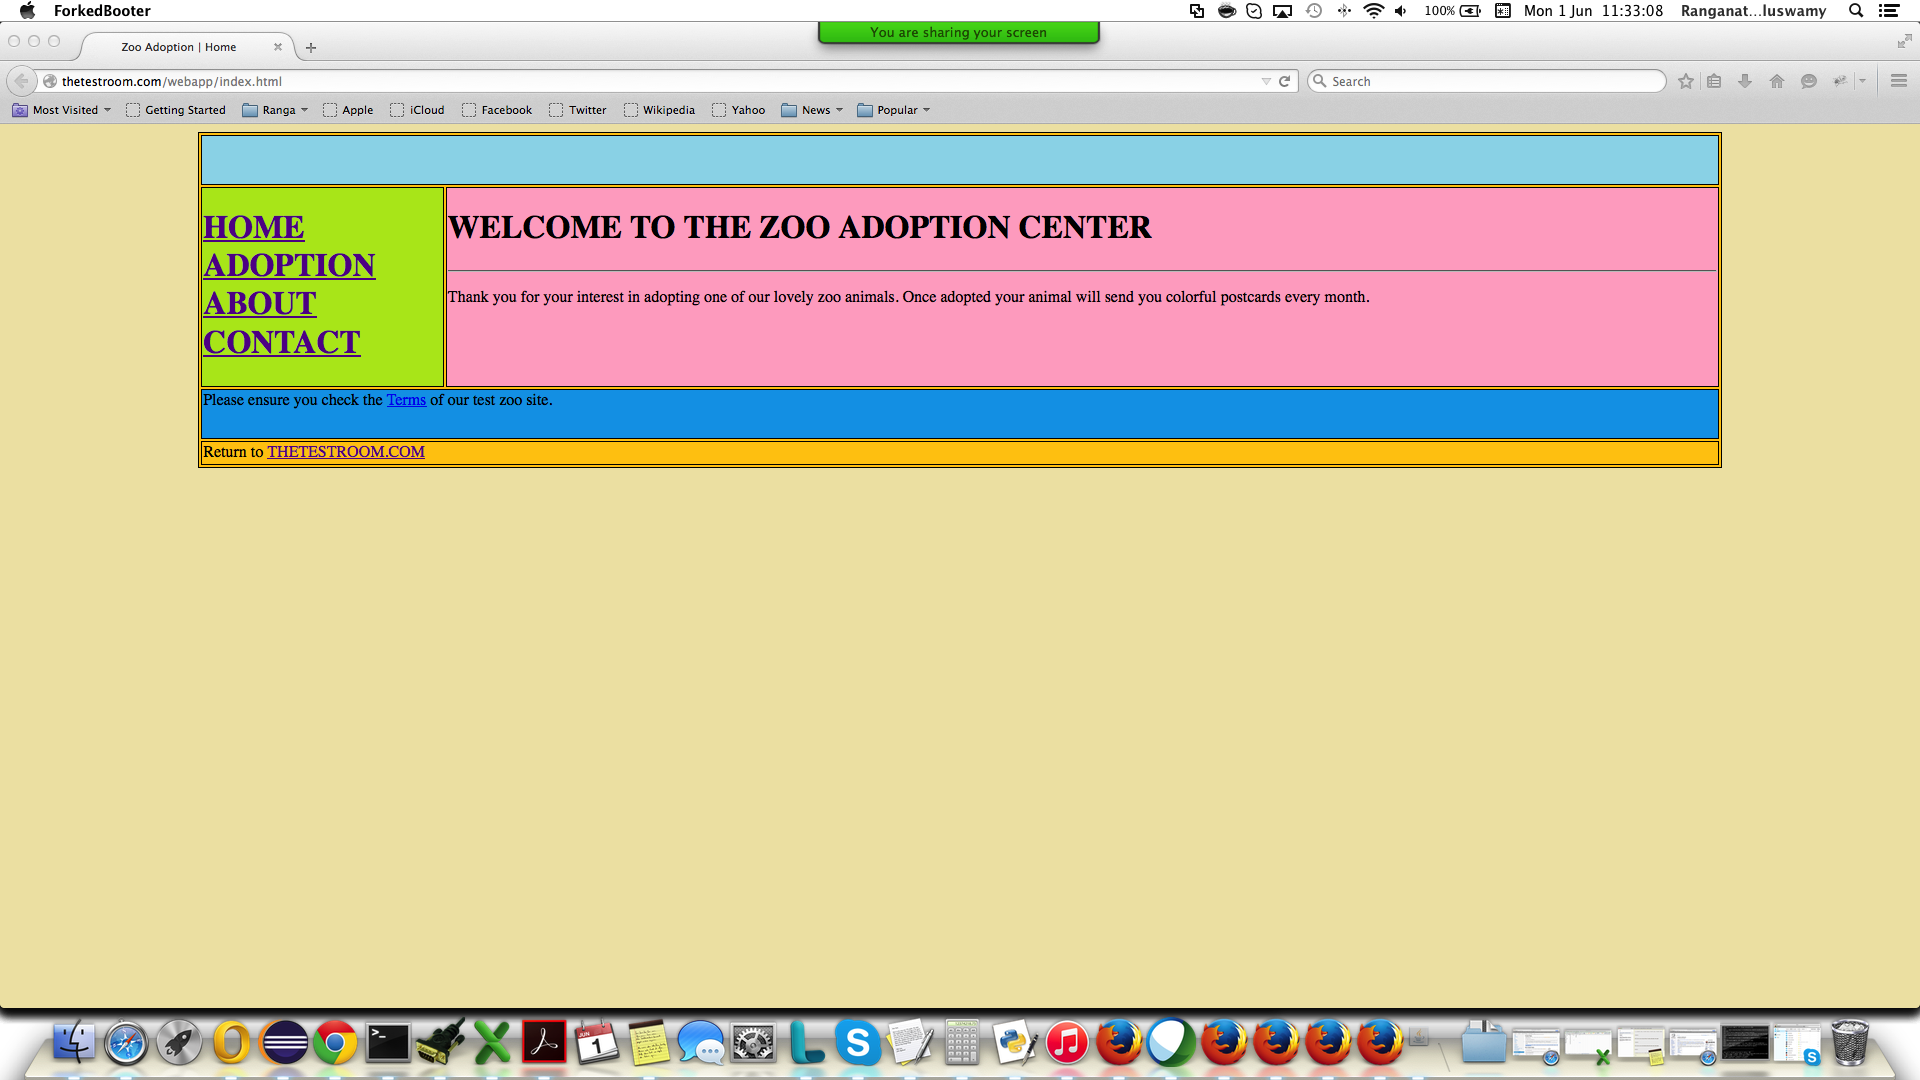 ForkedBooter 100% Mon 1 Jun 11:33:08 Ranganat...luswamy
You are sharing your screen
Zoo Adoption | Home
thetestroom.com/webapp/index.html Search
Most Visited Getting Started Ranga Apple iCloud Facebook Twitter Wikipedia Yahoo News Popular
HOME
ADOPTION
ABOUT
CONTACT
WELCOME TO THE ZOO ADOPTION CENTER
Thank you for your interest in adopting one of our lovely zoo animals. Once adopted your animal will send you colorful postcards every month.
Please ensure you check the Terms of our test zoo site.
Return to THETESTROOM.COM
JUN
1